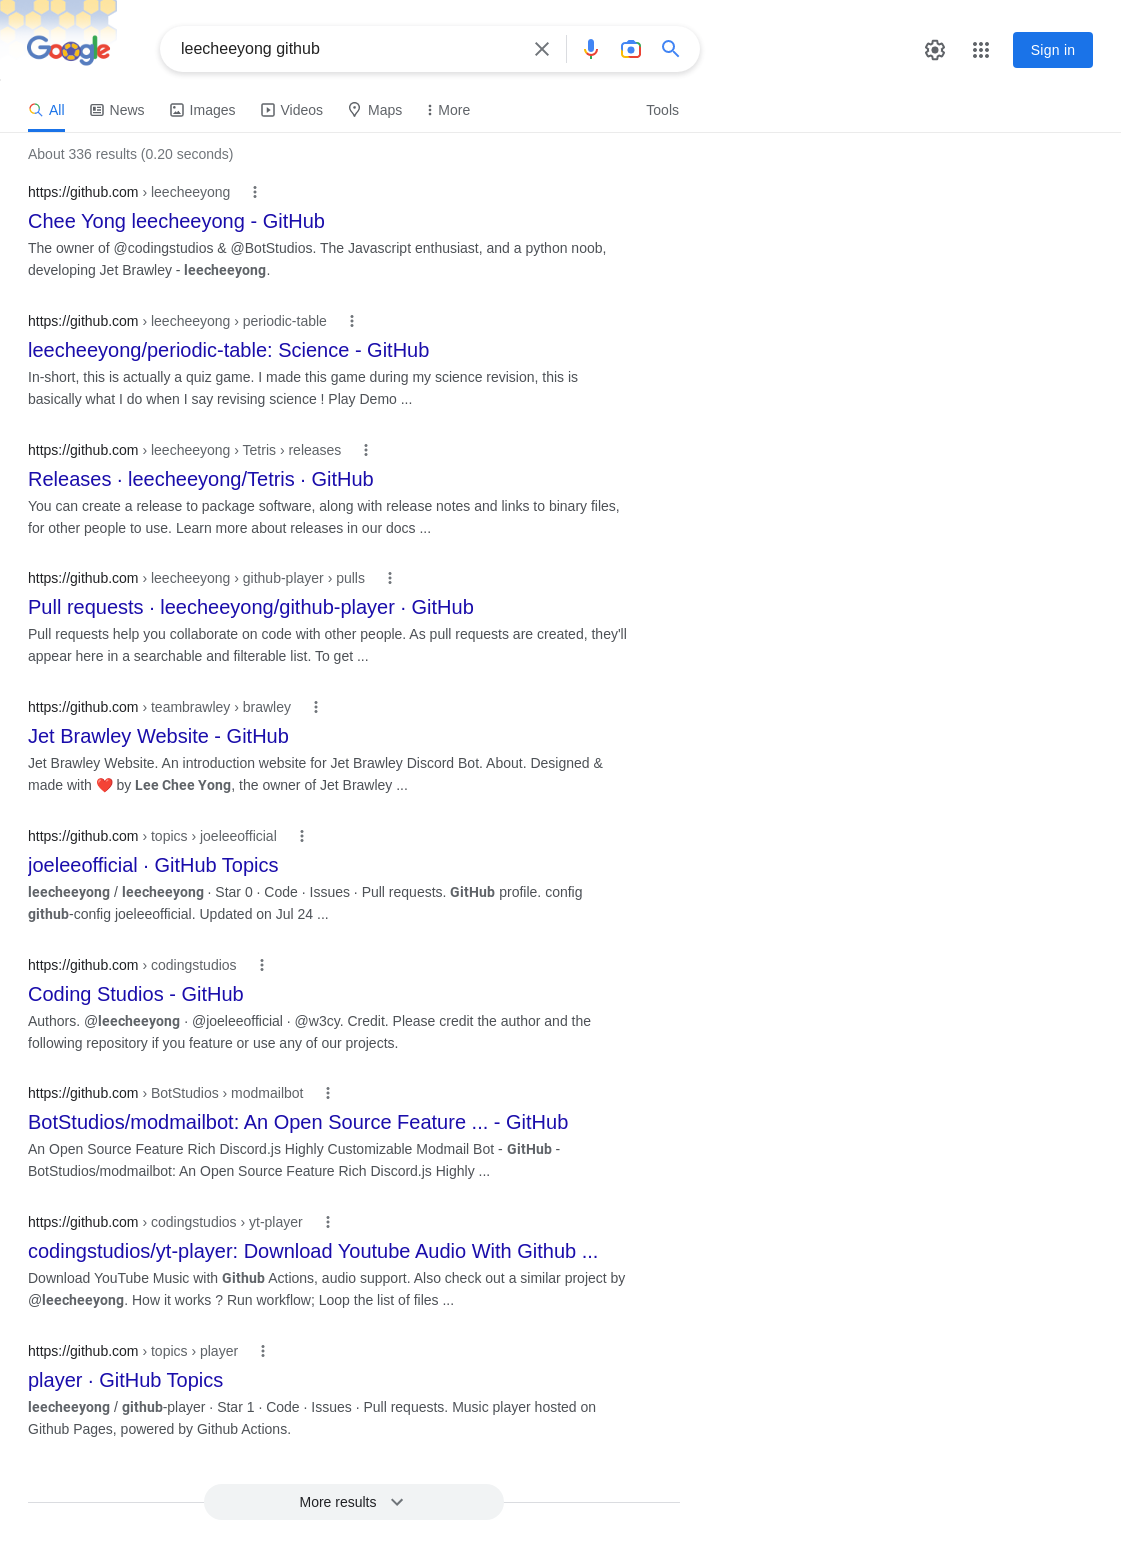 Google
leecheeyong github
Sign in
All
News
Images
Videos
Maps
More
Tools
About 336 results (0.20 seconds)
https://github.com › leecheeyong
Chee Yong leecheeyong - GitHub
The owner of @codingstudios & @BotStudios. The Javascript enthusiast, and a python noob,
developing Jet Brawley - leecheeyong.
https://github.com › leecheeyong › periodic-table
leecheeyong/periodic-table: Science - GitHub
In-short, this is actually a quiz game. I made this game during my science revision, this is
basically what I do when I say revising science ! Play Demo ...
https://github.com › leecheeyong › Tetris › releases
Releases · leecheeyong/Tetris · GitHub
You can create a release to package software, along with release notes and links to binary files,
for other people to use. Learn more about releases in our docs ...
https://github.com › leecheeyong › github-player › pulls
Pull requests · leecheeyong/github-player · GitHub
Pull requests help you collaborate on code with other people. As pull requests are created, they'll
appear here in a searchable and filterable list. To get ...
https://github.com › teambrawley › brawley
Jet Brawley Website - GitHub
Jet Brawley Website. An introduction website for Jet Brawley Discord Bot. About. Designed &
made with ❤️ by Lee Chee Yong, the owner of Jet Brawley ...
https://github.com › topics › joeleeofficial
joeleeofficial · GitHub Topics
leecheeyong / leecheeyong · Star 0 · Code · Issues · Pull requests. GitHub profile. config
github-config joeleeofficial. Updated on Jul 24 ...
https://github.com › codingstudios
Coding Studios - GitHub
Authors. @leecheeyong · @joeleeofficial · @w3cy. Credit. Please credit the author and the
following repository if you feature or use any of our projects.
https://github.com › BotStudios › modmailbot
BotStudios/modmailbot: An Open Source Feature ... - GitHub
An Open Source Feature Rich Discord.js Highly Customizable Modmail Bot - GitHub -
BotStudios/modmailbot: An Open Source Feature Rich Discord.js Highly ...
https://github.com › codingstudios › yt-player
codingstudios/yt-player: Download Youtube Audio With Github ...
Download YouTube Music with Github Actions, audio support. Also check out a similar project by
@leecheeyong. How it works ? Run workflow; Loop the list of files ...
https://github.com › topics › player
player · GitHub Topics
leecheeyong / github-player · Star 1 · Code · Issues · Pull requests. Music player hosted on
Github Pages, powered by Github Actions.
More results